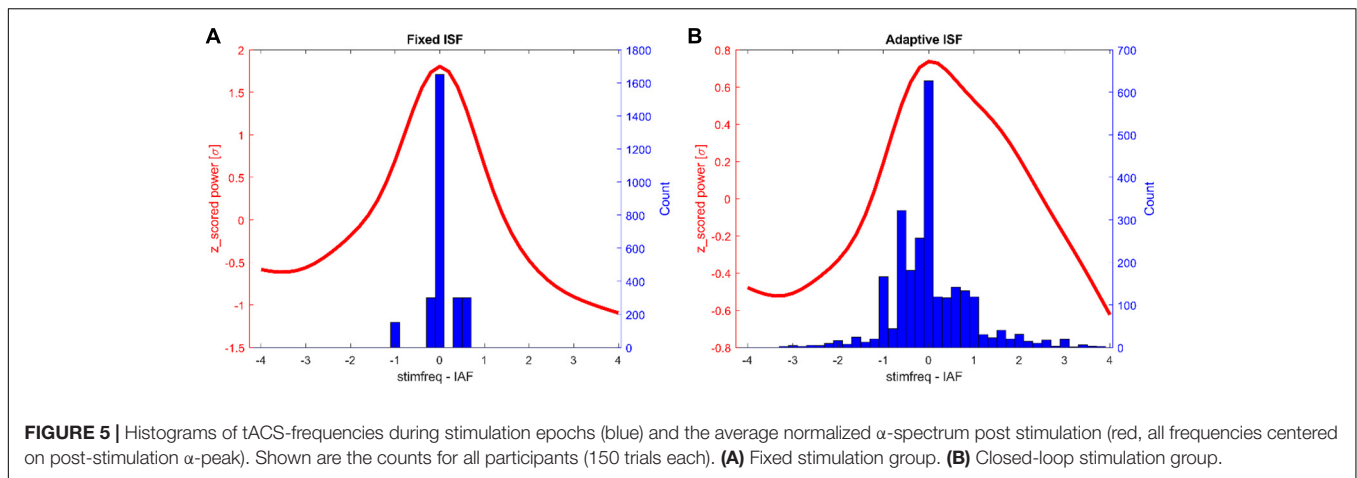 A
Fixed ISF
2
1.5
1
0.5
0
-0.5
-1
-1.5
z_scored power [σ]
1800
1600
1400
1200
1000
800
600
400
200
0
Count
-4 -3 -2 -1 0 1 2 3 4
stimfreq - IAF
B
Adaptive ISF
0.8
0.6
0.4
0.2
0
-0.2
-0.4
-0.6
-0.8
z_scored power [σ]
700
600
500
400
300
200
100
0
Count
-4 -3 -2 -1 0 1 2 3 4
stimfreq - IAF
FIGURE 5 | Histograms of tACS-frequencies during stimulation epochs (blue) and the average normalized α-spectrum post stimulation (red, all frequencies centered
on post-stimulation α-peak). Shown are the counts for all participants (150 trials each). (A) Fixed stimulation group. (B) Closed-loop stimulation group.